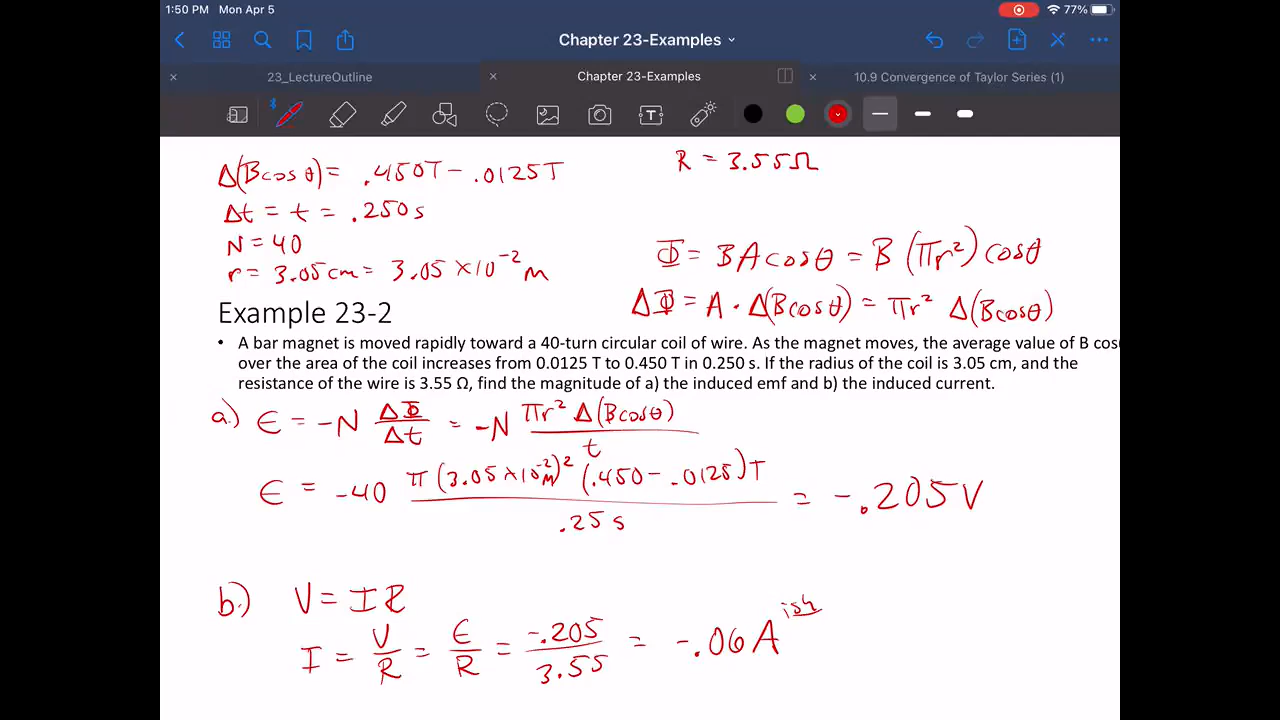 1:50 PM Mon Apr 5
77%
Chapter 23-Examples
23_LectureOutline
Chapter 23-Examples
10.9 Convergence of Taylor Series (1)
Δ(Bcosθ) = .450T - .0125T
R = 3.55Ω
Δt = t = .250s
N = 40
Φ = BAcosθ = B (πr²) cosθ
r = 3.05cm = 3.05 ×10⁻² m
ΔΦ = A · Δ(Bcosθ) = πr² Δ(Bcosθ)
Example 23-2
• A bar magnet is moved rapidly toward a 40-turn circular coil of wire. As the magnet moves, the average value of B cos
over the area of the coil increases from 0.0125 T to 0.450 T in 0.250 s. If the radius of the coil is 3.05 cm, and the
resistance of the wire is 3.55 Ω, find the magnitude of a) the induced emf and b) the induced current.
a.) ε = -N ΔΦ/Δt = -N πr² Δ(Bcosθ)/t
ε = -40 π(3.05×10⁻²m)² (.450 - .0125)T / .25s = -.205V
b.) V = IR
I = V/R = ε/R = -.205/3.55 = -.06A ish